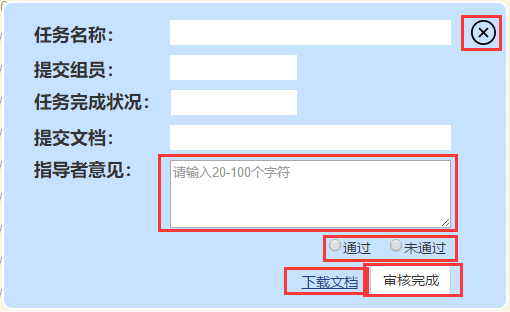 任务名称：
提交组员：
任务完成状况：
提交文档：
指导者意见：
请输入20-100个字符
通过 未通过
下载文档 审核完成